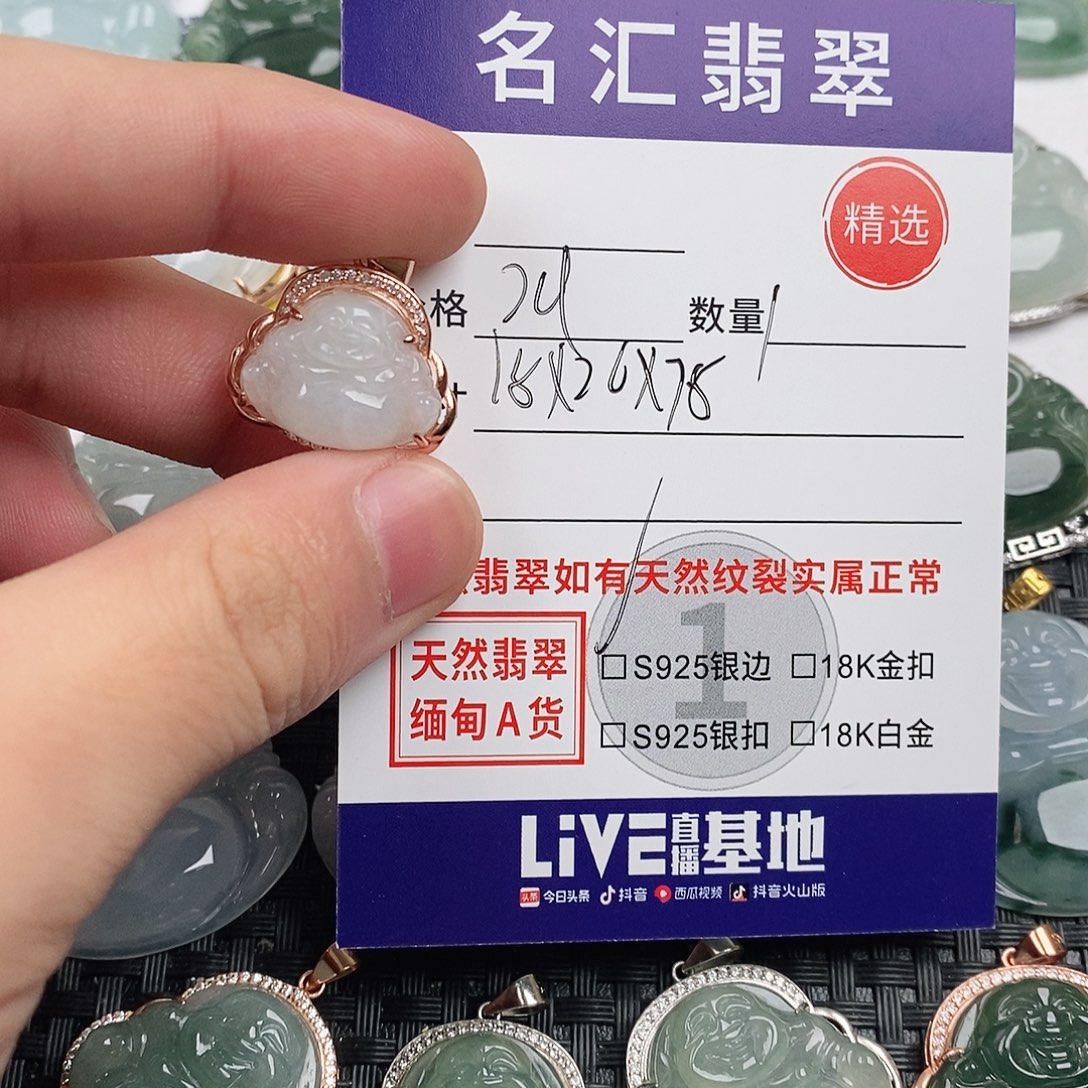 名汇翡翠
精选
格 数量 1
18X20X78
翡翠如有天然纹裂实属正常
天然翡翠
缅甸A货
1
□S925银边 □18K金扣
□S925银扣 □18K白金
LiVE直播基地
头条 今日头条 抖音 西瓜视频 抖音火山版